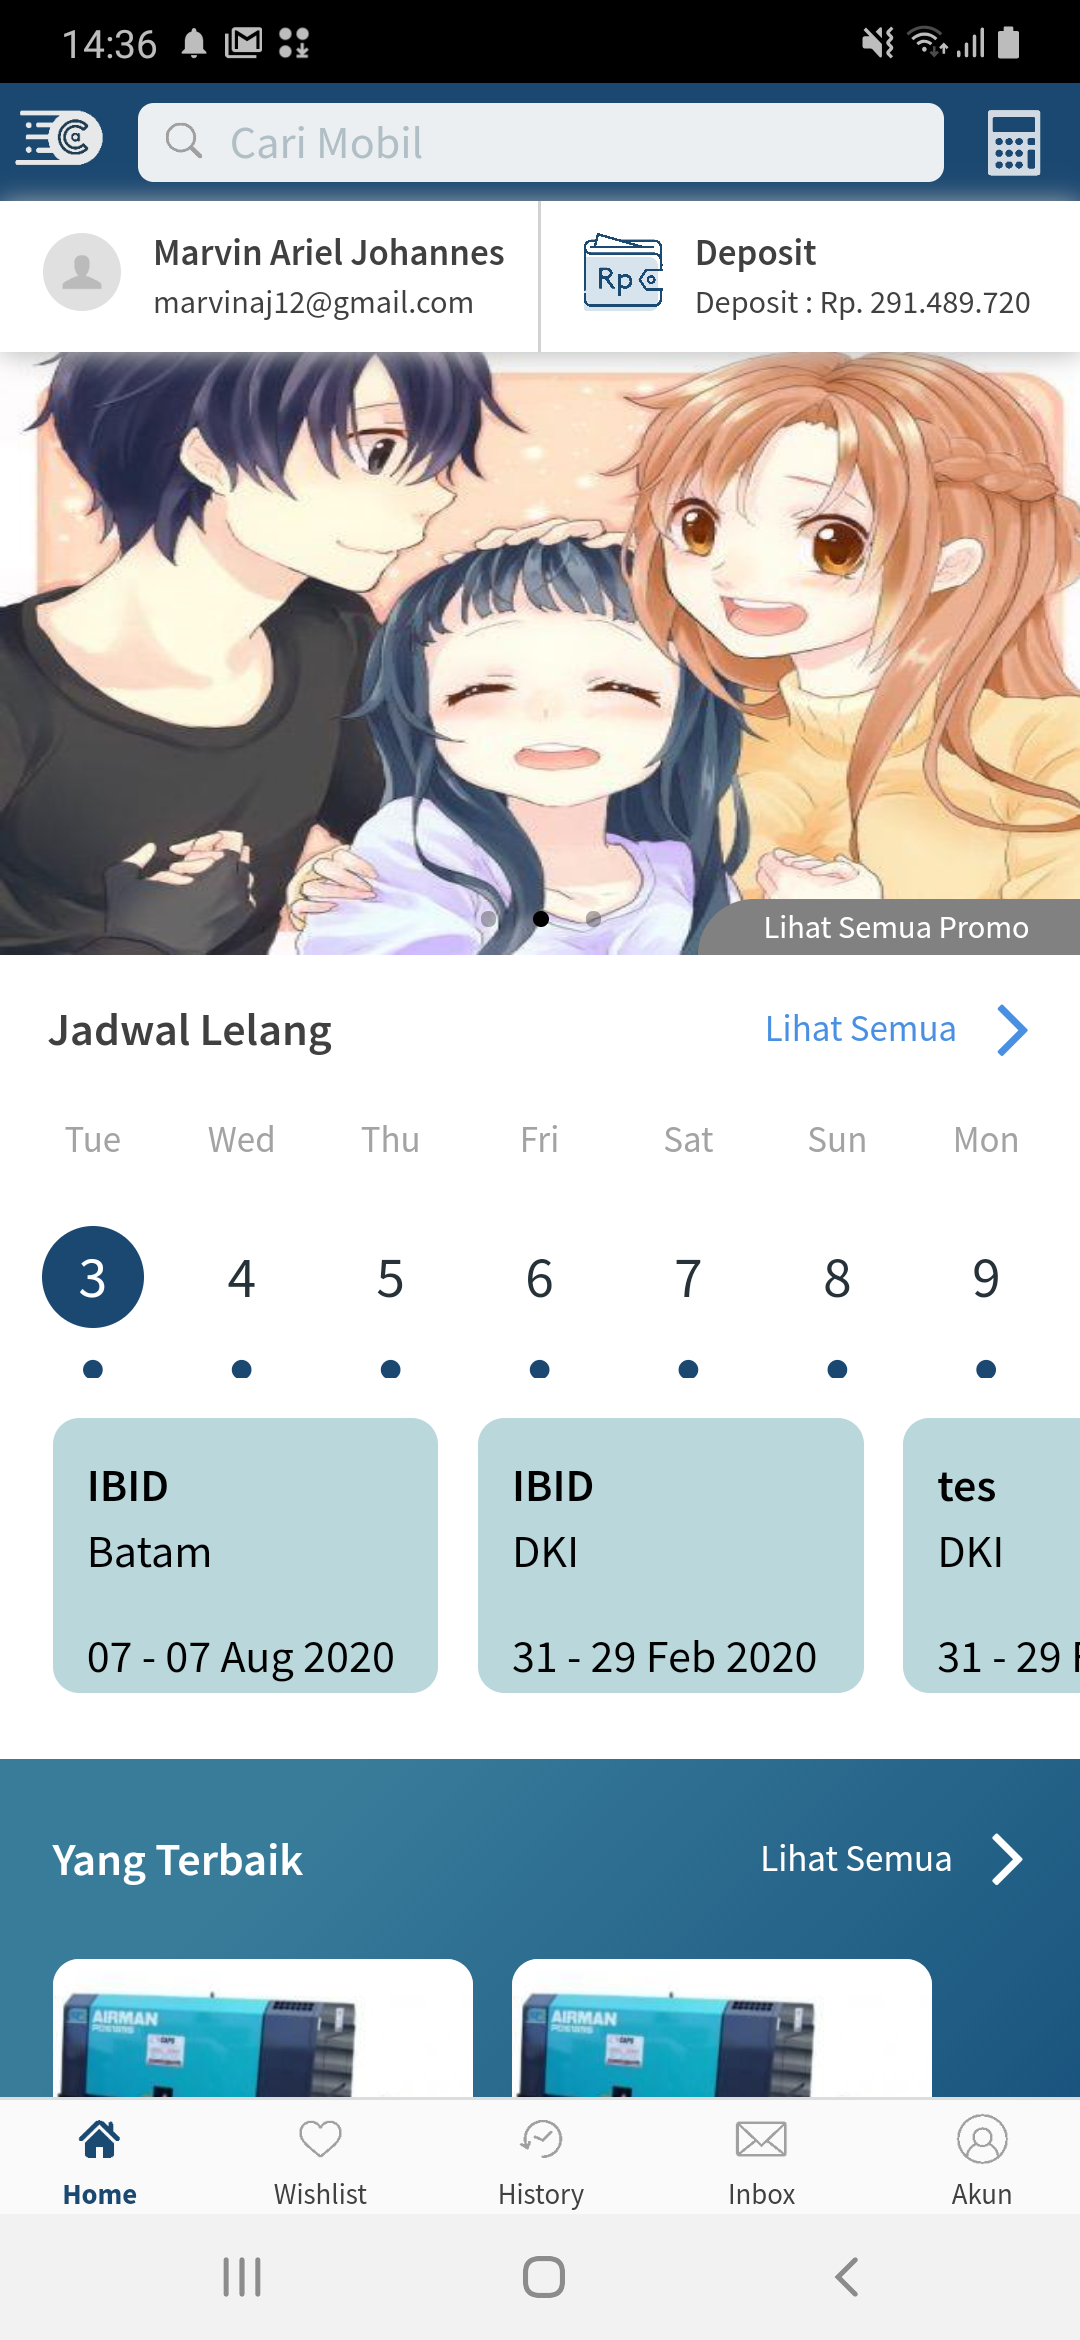 14:36
Cari Mobil
Marvin Ariel Johannes
marvinaj12@gmail.com
Rp
Deposit
Deposit : Rp. 291.489.720
Lihat Semua Promo
Jadwal Lelang
Lihat Semua
Tue Wed Thu Fri Sat Sun Mon
3 4 5 6 7 8 9
IBID
Batam
07 - 07 Aug 2020
IBID
DKI
31 - 29 Feb 2020
tes
DKI
31 - 29
Yang Terbaik
Lihat Semua
AIRMAN
AIRMAN
Home Wishlist History Inbox Akun